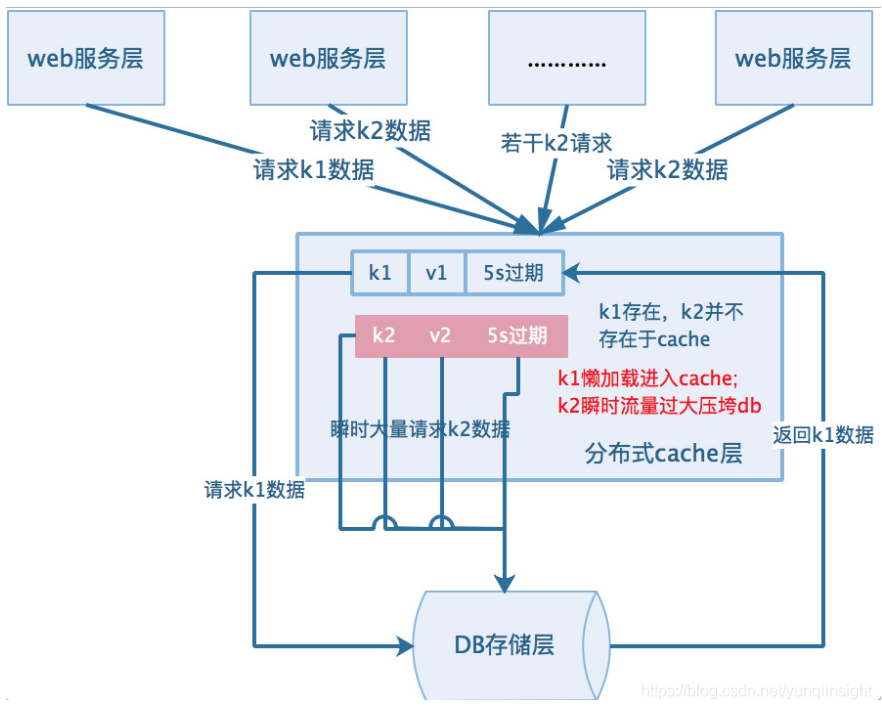 web服务层
web服务层
…………
web服务层
请求k2数据
若干k2请求
请求k1数据
请求k2数据
k1
v1
5s过期
k1存在，k2并不
存在于cache
k2
v2
5s过期
k1懒加载进入cache;
k2瞬时流量过大压垮db
瞬时大量请求k2数据
返回k1数据
分布式cache层
请求k1数据
DB存储层
https://blog.csdn.net/yunqiinsight